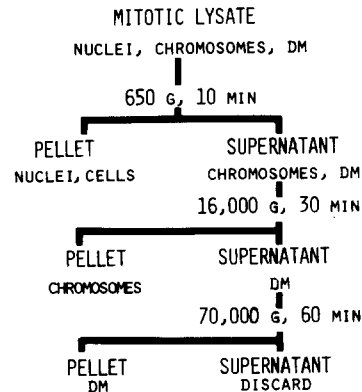 MITOTIC LYSATE
NUCLEI, CHROMOSOMES, DM
650 G, 10 MIN
PELLET SUPERNATANT
NUCLEI, CELLS CHROMOSOMES, DM
16,000 G, 30 MIN
PELLET SUPERNATANT
CHROMOSOMES DM
70,000 G, 60 MIN
PELLET SUPERNATANT
DM DISCARD